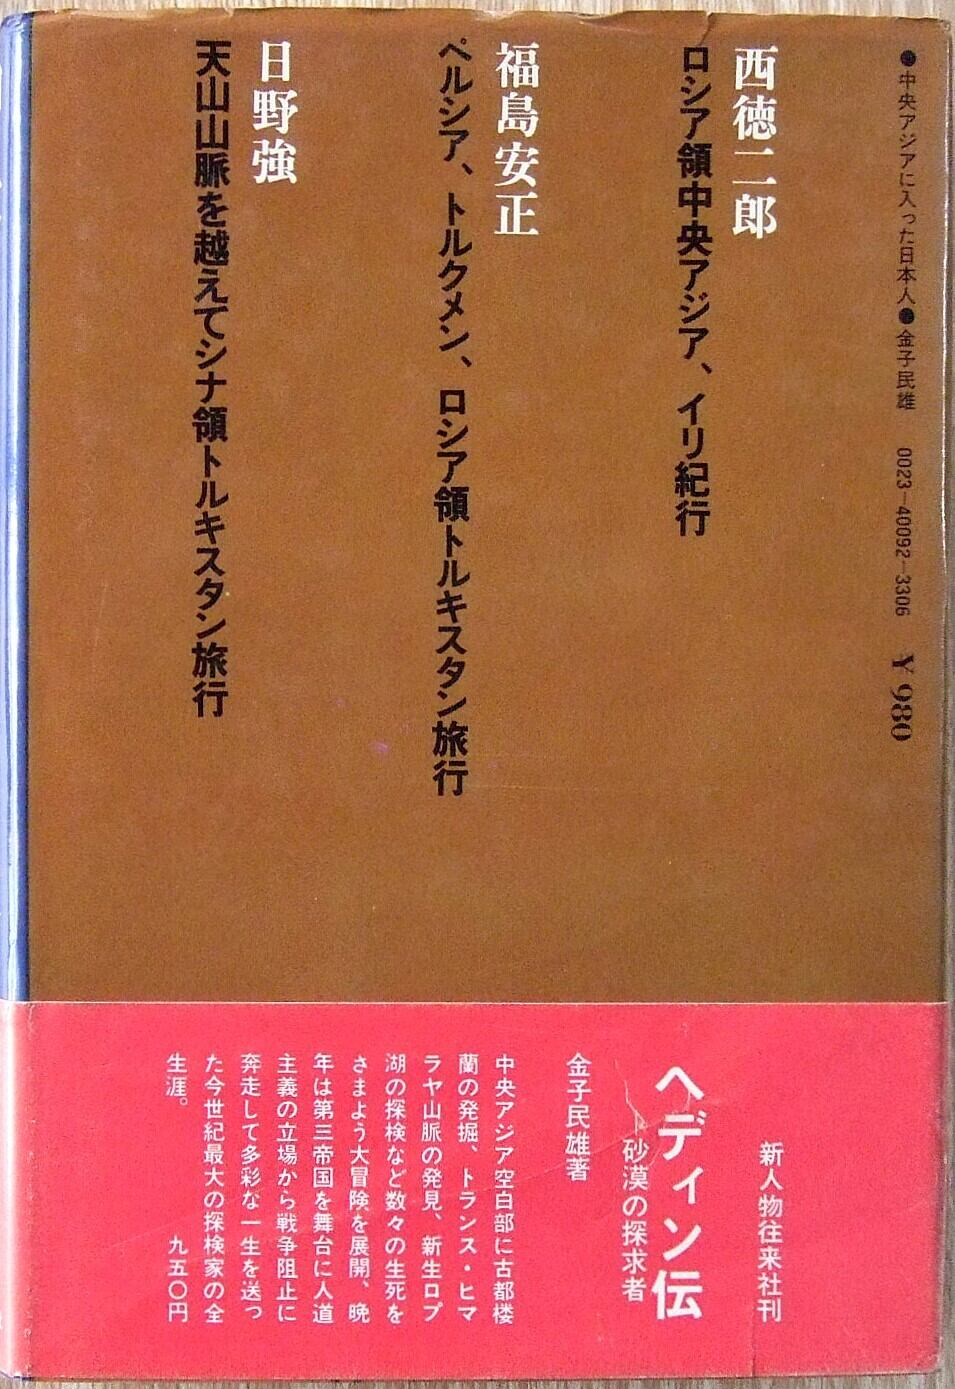 ●中央アジアに入った日本人●金子民雄 0023―40092―3306 ¥980
西徳二郎
ロシア領中央アジア、イリ紀行
福島安正
ペルシア、トルクメン、ロシア領トルキスタン旅行
日野強
天山山脈を越えてシナ領トルキスタン旅行
新人物往来社刊
ヘディン伝
砂漠の探求者
金子民雄著
中央アジア空白部に古都楼
蘭の発掘、トランス・ヒマ
ラヤ山脈の発見、新生ロプ
湖の探検など数々の生死を
さまよう大冒険を展開、晩
年は第三帝国を舞台に人道
主義の立場から戦争阻止に
奔走して多彩な一生を送っ
た今世紀最大の探検家の全
生涯。 九五〇円